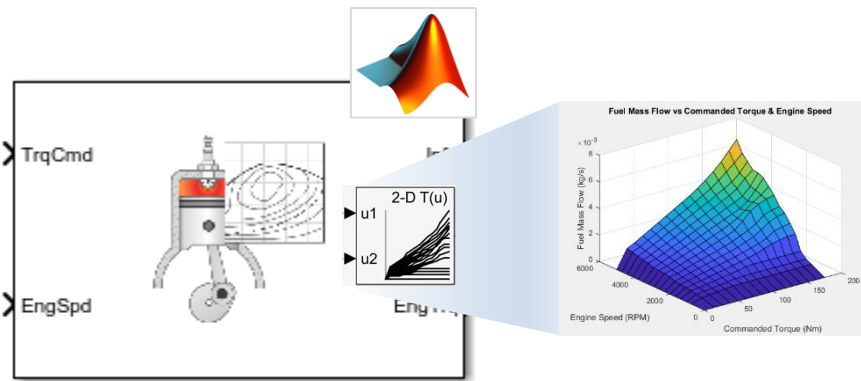 TrqCmd
EngSpd
2-D T(u)
u1
u2
Fuel Mass Flow vs Commanded Torque & Engine Speed
×10⁻³
Fuel Mass Flow (kg/s)
8
6
4
2
0
6000
4000
2000
0
Engine Speed (RPM)
0
50
100
150
200
Commanded Torque (Nm)